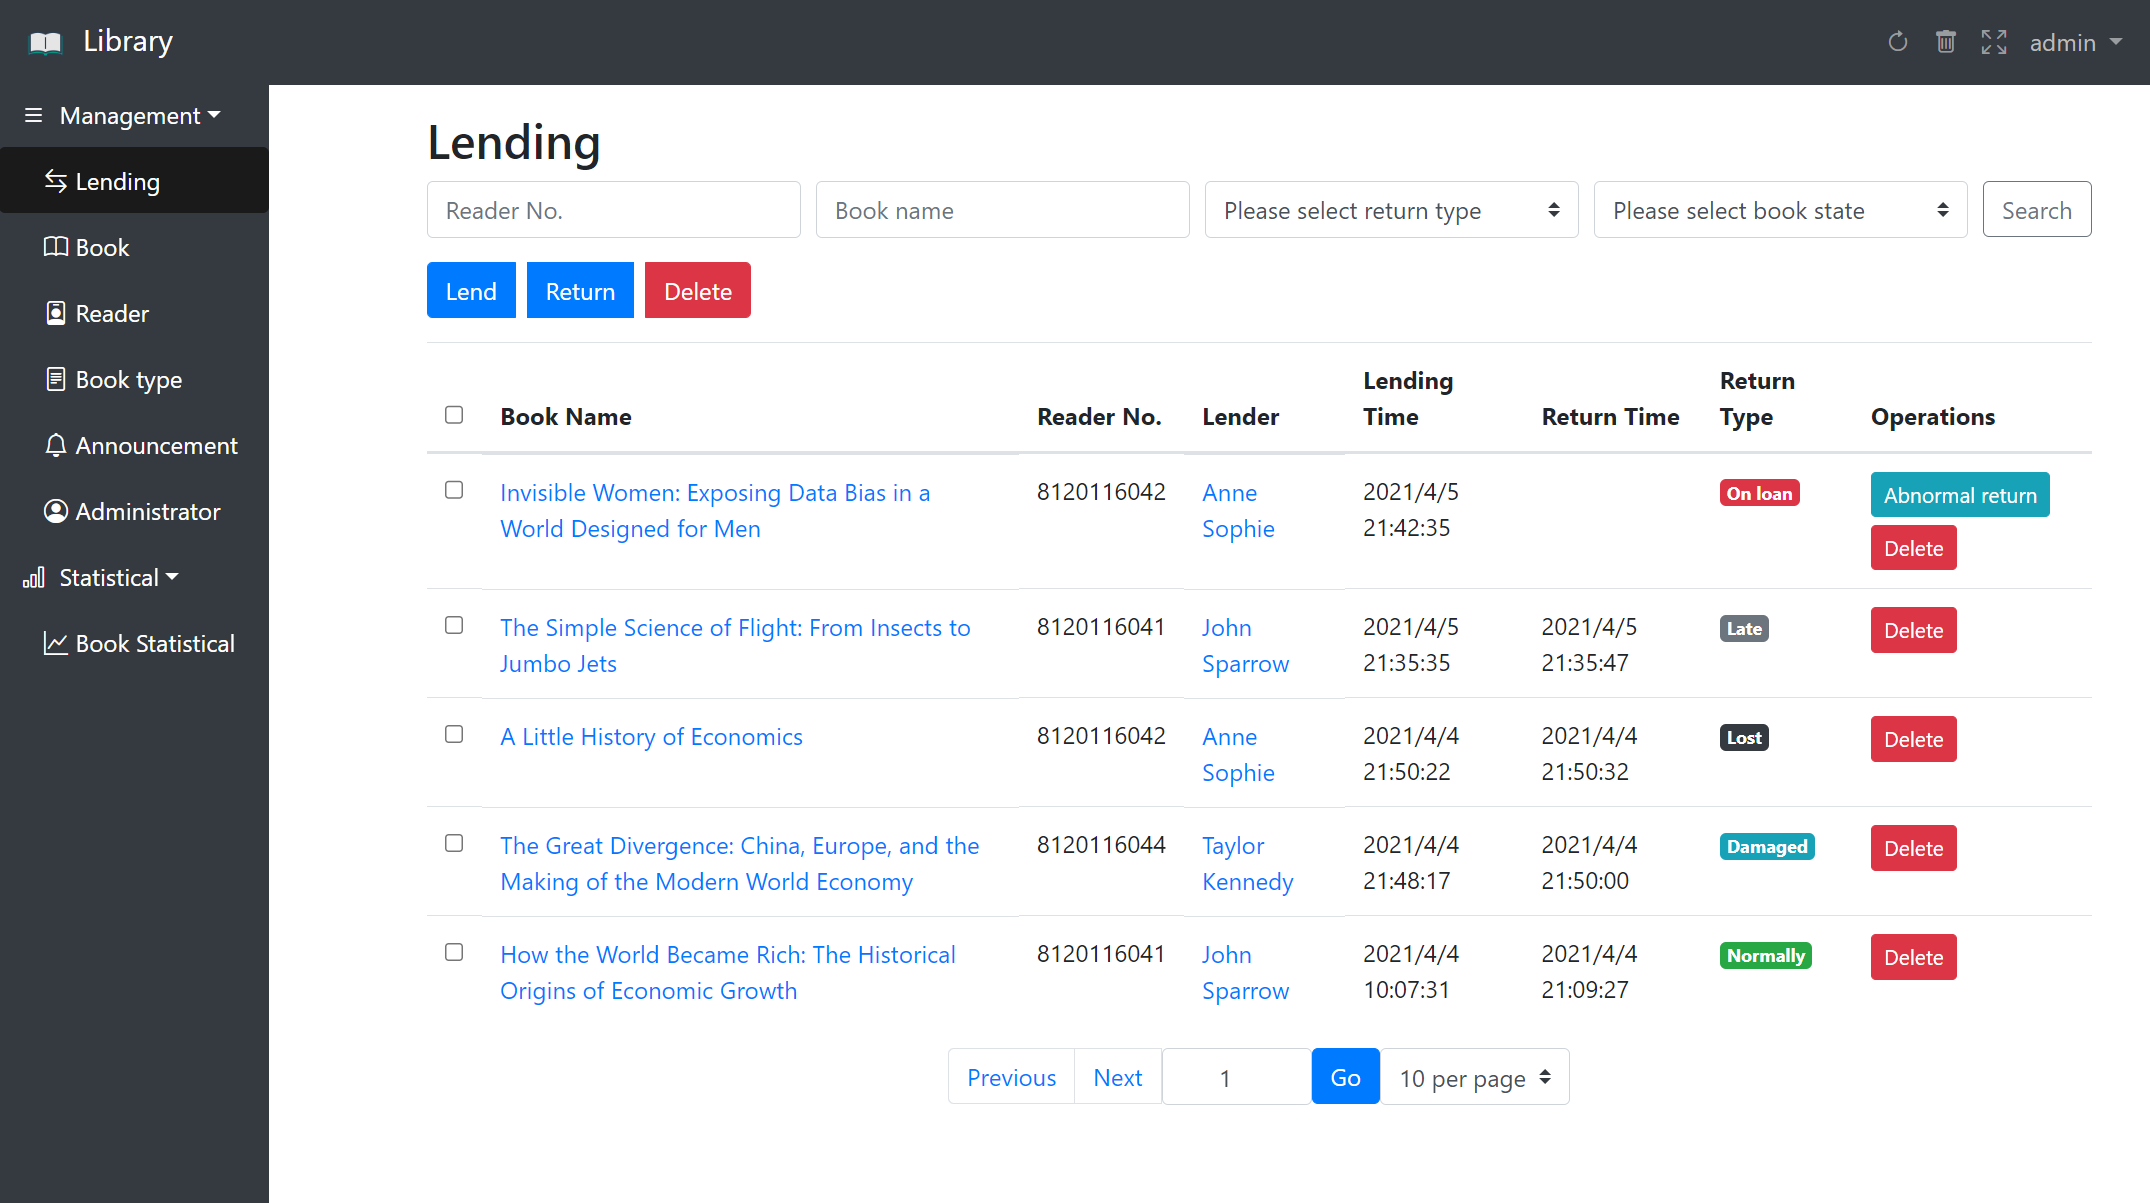 Library
admin
Management
Lending
Book
Reader
Book type
Announcement
Administrator
Statistical
Book Statistical
Lending
Reader No.
Book name
Please select return type
Please select book state
Search
Lend
Return
Delete
Book Name
Reader No.
Lender
Lending
Time
Return Time
Return
Type
Operations
Invisible Women: Exposing Data Bias in a
World Designed for Men
8120116042
Anne
Sophie
2021/4/5
21:42:35
On loan
Abnormal return
Delete
The Simple Science of Flight: From Insects to
Jumbo Jets
8120116041
John
Sparrow
2021/4/5
21:35:35
2021/4/5
21:35:47
Late
Delete
A Little History of Economics
8120116042
Anne
Sophie
2021/4/4
21:50:22
2021/4/4
21:50:32
Lost
Delete
The Great Divergence: China, Europe, and the
Making of the Modern World Economy
8120116044
Taylor
Kennedy
2021/4/4
21:48:17
2021/4/4
21:50:00
Damaged
Delete
How the World Became Rich: The Historical
Origins of Economic Growth
8120116041
John
Sparrow
2021/4/4
10:07:31
2021/4/4
21:09:27
Normally
Delete
Previous
Next
1
Go
10 per page